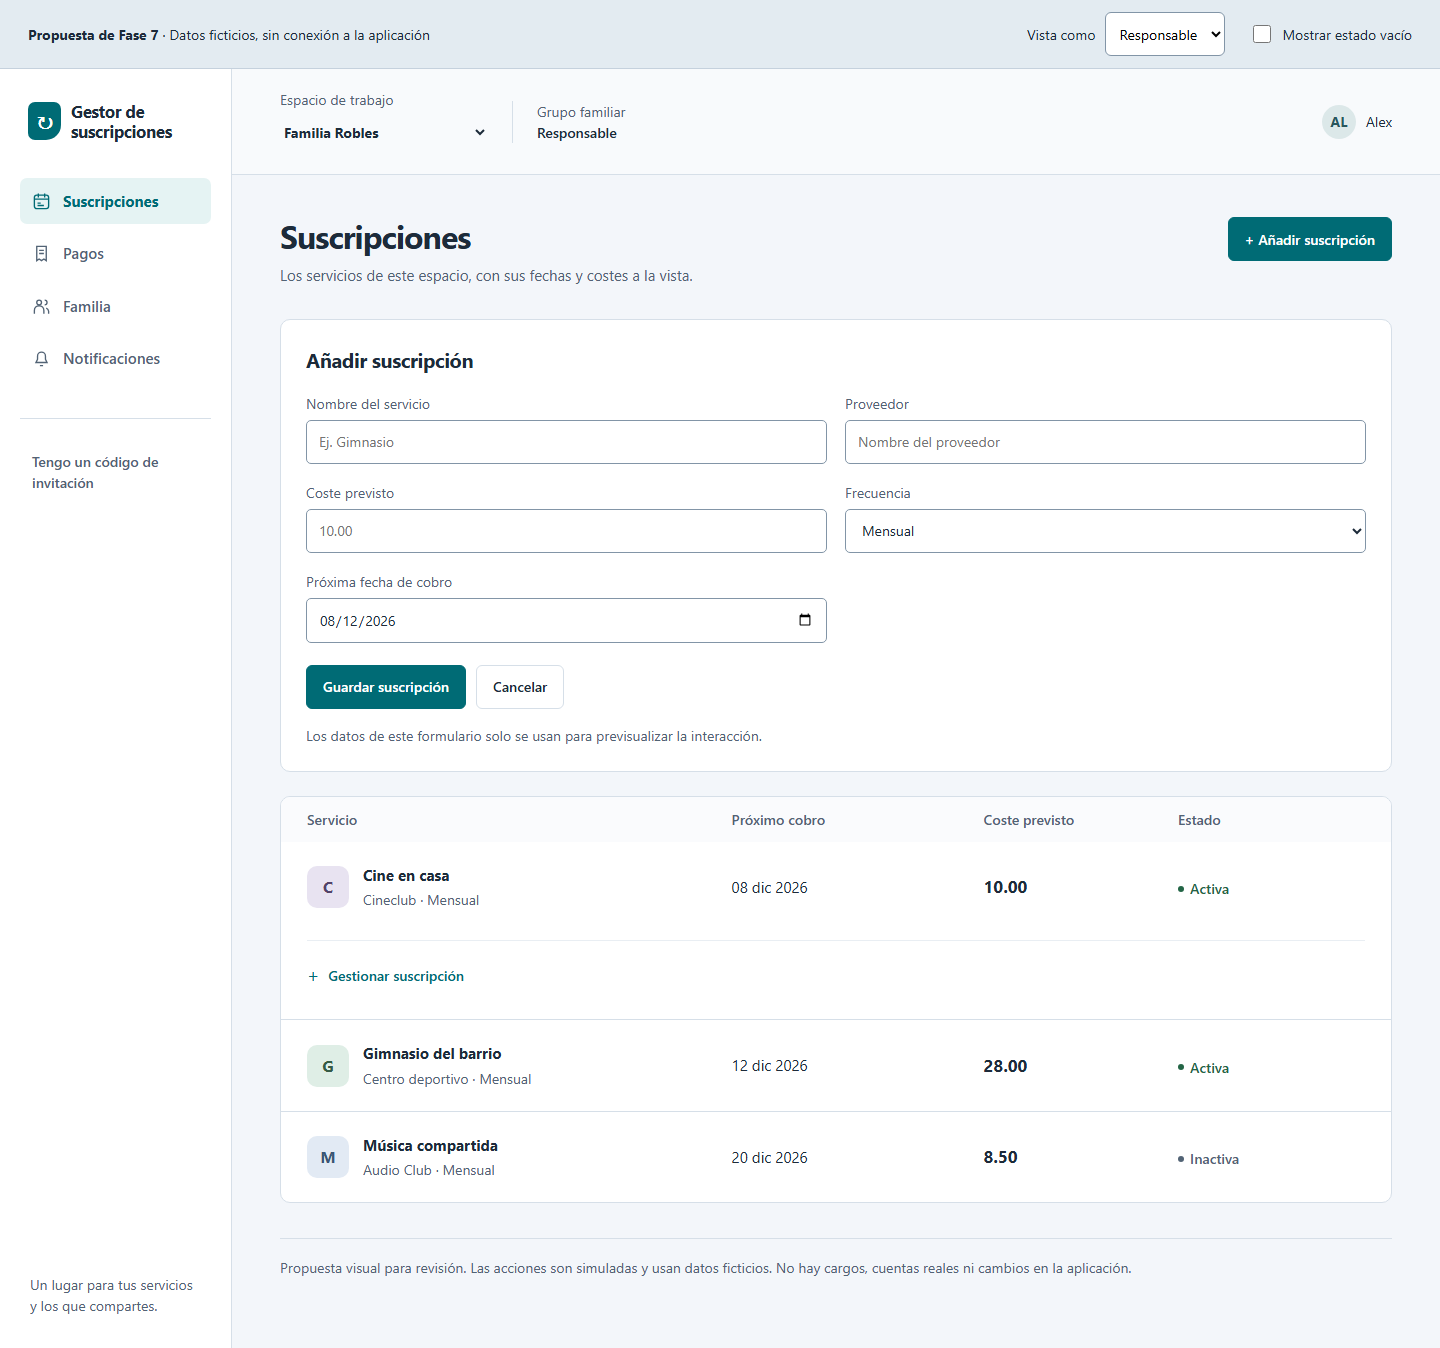 Propuesta de Fase 7 · Datos ficticios, sin conexión a la aplicación
Vista como
Responsable
Mostrar estado vacío
Gestor de
suscripciones
Suscripciones
Pagos
Familia
Notificaciones
Tengo un código de
invitación
Un lugar para tus servicios
y los que compartes.
Espacio de trabajo
Familia Robles
Grupo familiar
Responsable
AL
Alex
Suscripciones
Los servicios de este espacio, con sus fechas y costes a la vista.
+ Añadir suscripción
Añadir suscripción
Nombre del servicio
Ej. Gimnasio
Proveedor
Nombre del proveedor
Coste previsto
10.00
Frecuencia
Mensual
Próxima fecha de cobro
08/12/2026
Guardar suscripción
Cancelar
Los datos de este formulario solo se usan para previsualizar la interacción.
Servicio
Próximo cobro
Coste previsto
Estado
C
Cine en casa
Cineclub · Mensual
08 dic 2026
10.00
Activa
+ Gestionar suscripción
G
Gimnasio del barrio
Centro deportivo · Mensual
12 dic 2026
28.00
Activa
M
Música compartida
Audio Club · Mensual
20 dic 2026
8.50
Inactiva
Propuesta visual para revisión. Las acciones son simuladas y usan datos ficticios. No hay cargos, cuentas reales ni cambios en la aplicación.